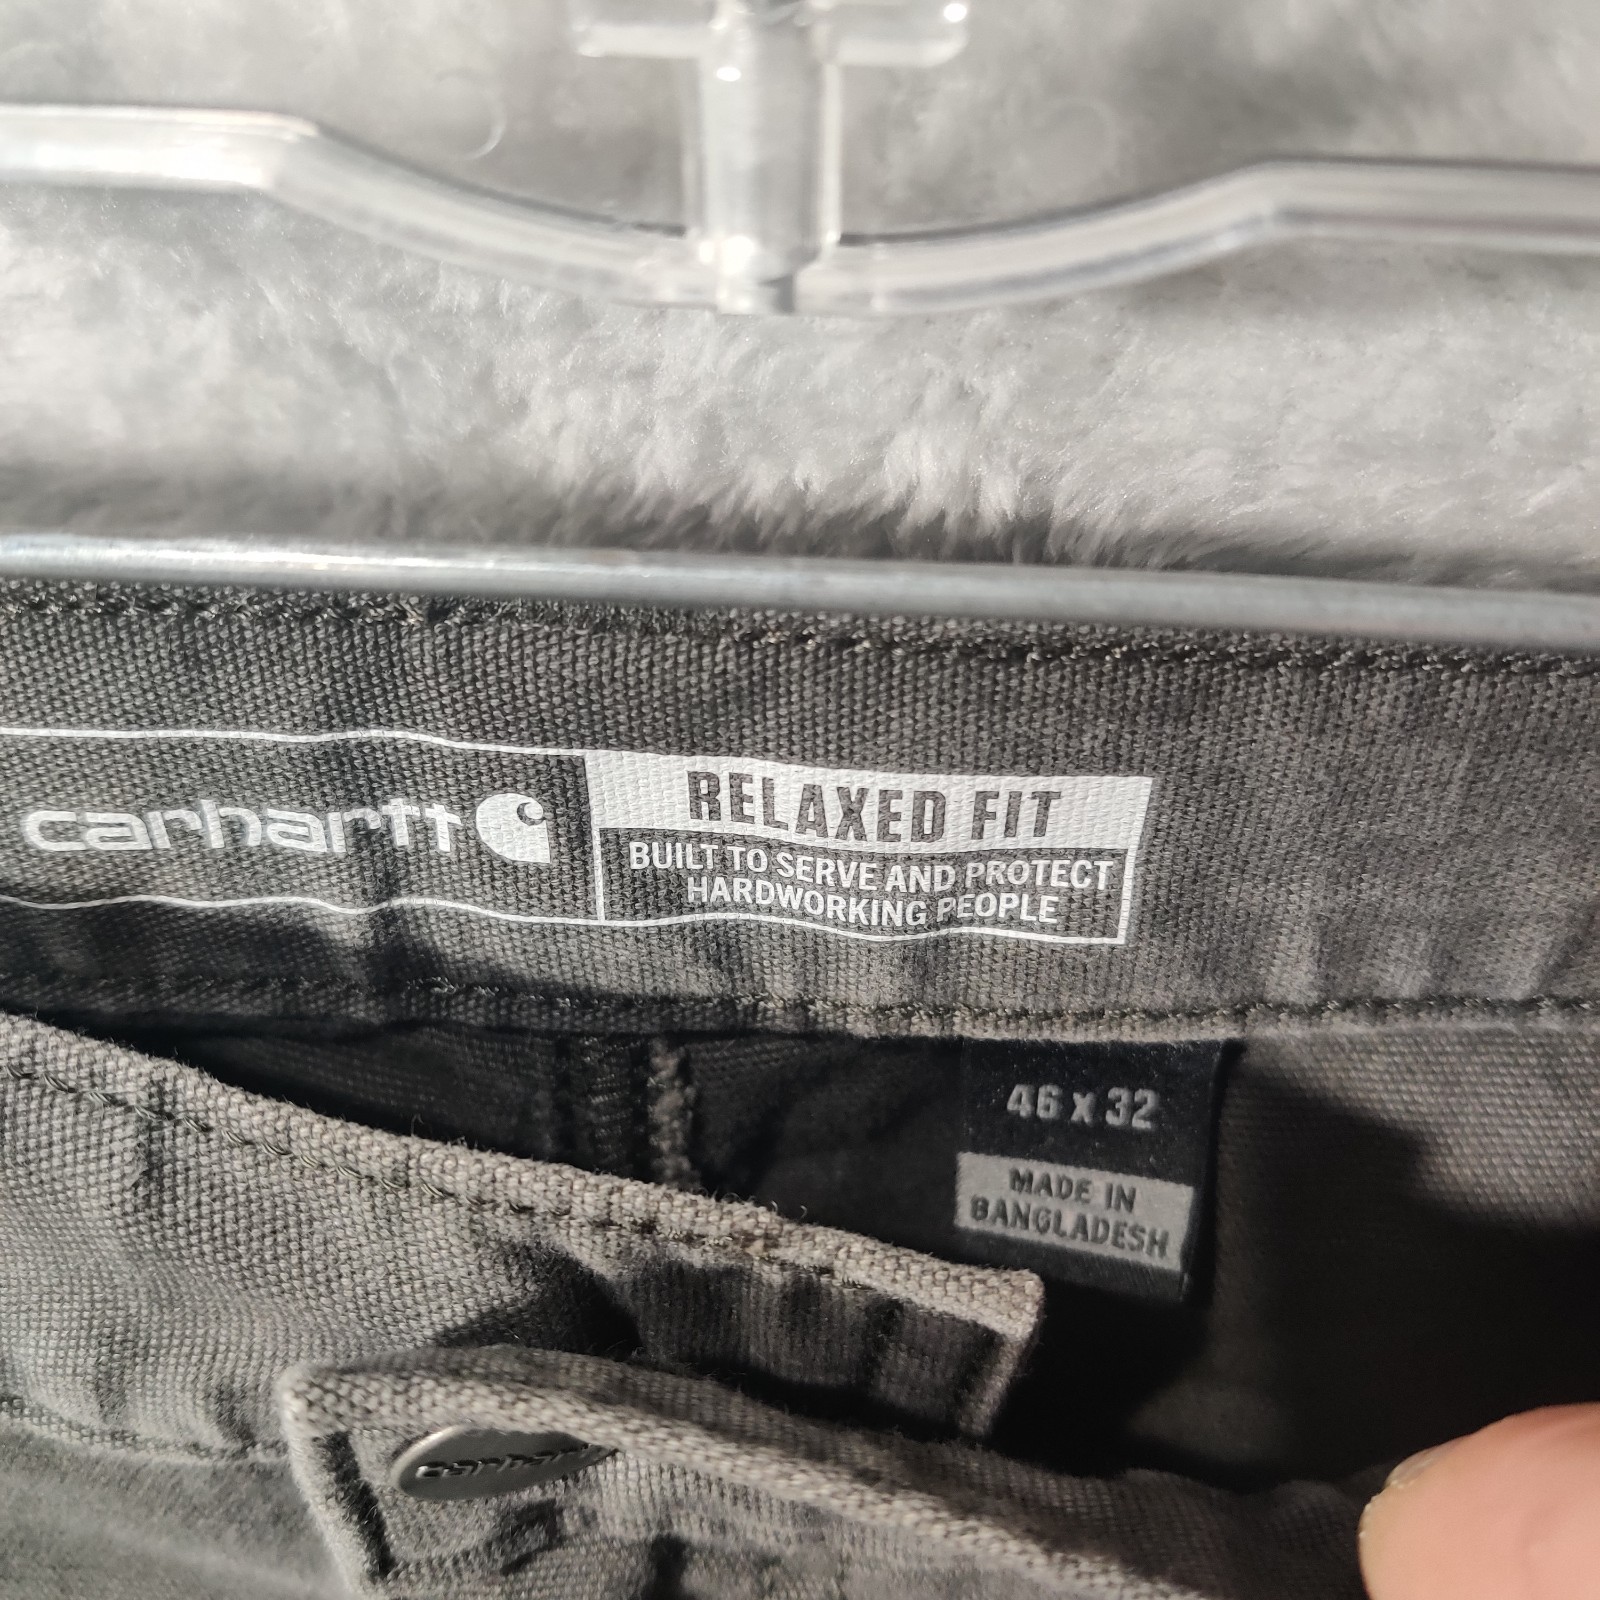 carhartt
RELAXED FIT
BUILT TO SERVE AND PROTECT
HARDWORKING PEOPLE
46 x 32
MADE IN
BANGLADESH
carhartt